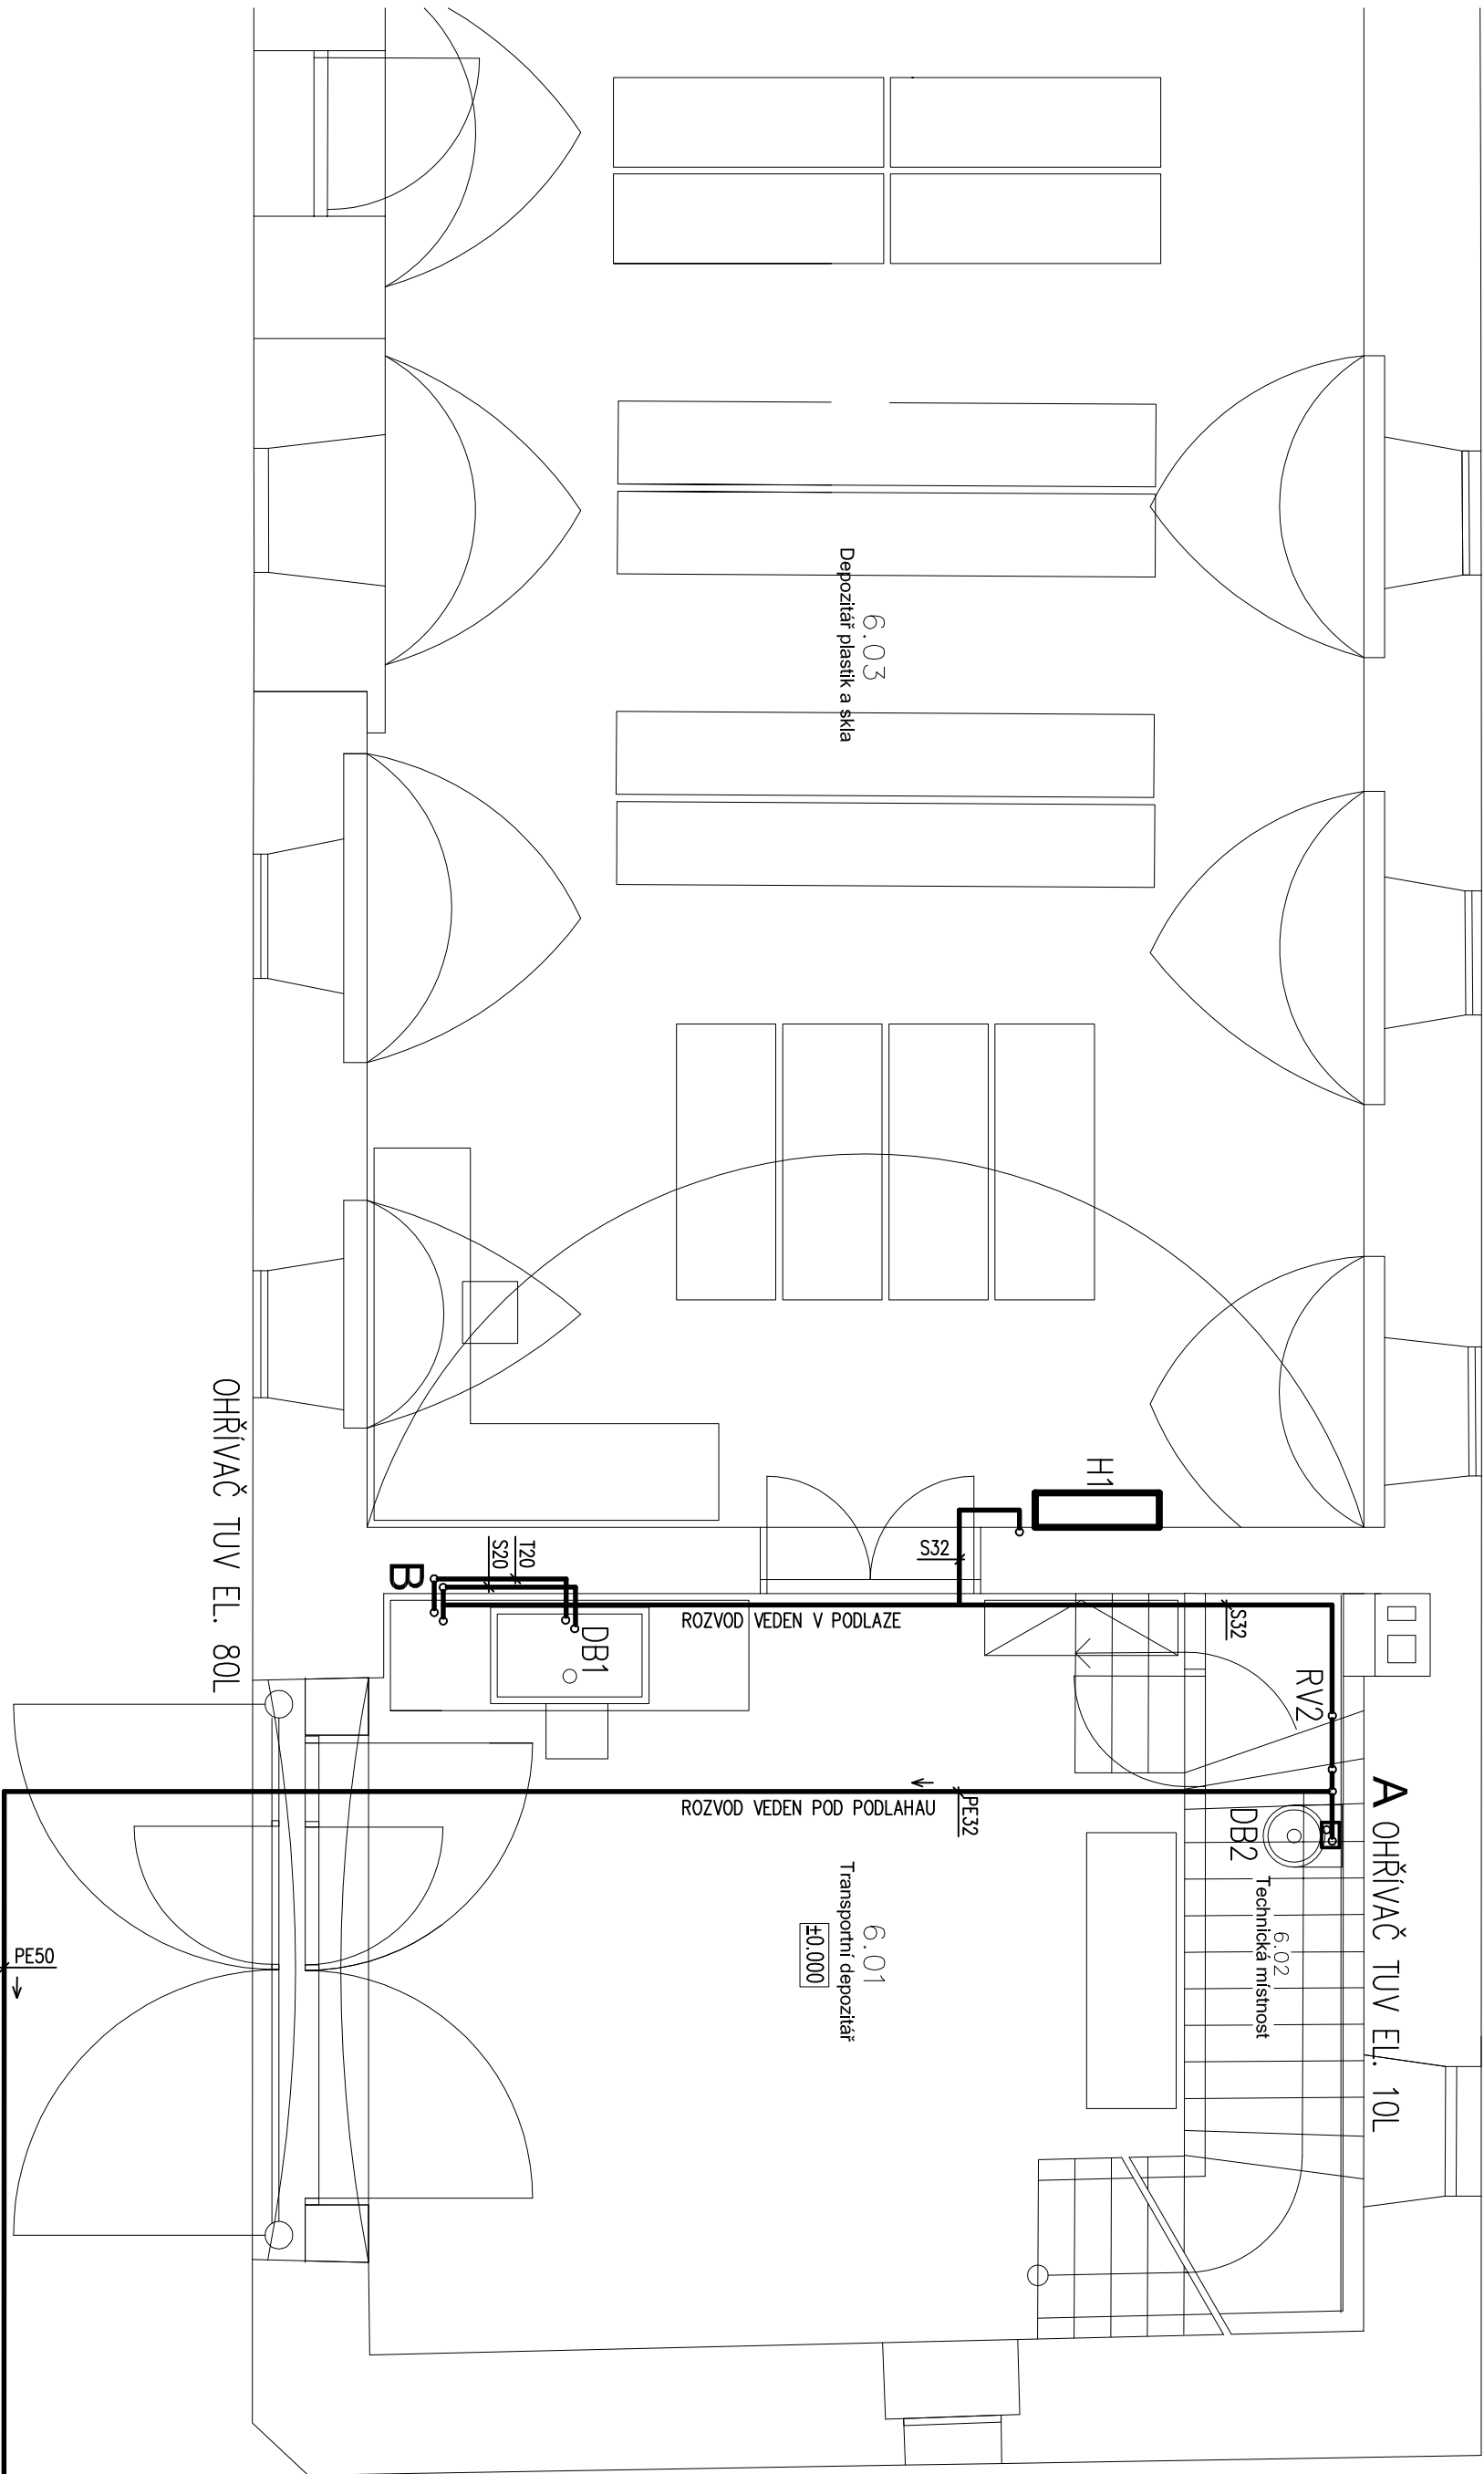 6.03
Depozitář plastik a skla
H1
S32
OHŘÍVAČ TUV EL. 80L
B
T20
S20
DB1
ROZVOD VEDEN V PODLAZE
S32
RV2
A OHŘÍVAČ TUV EL. 10L
DB2
6.02
Technická místnost
ROZVOD VEDEN POD PODLAHAU
PE32
6.01
Transportní depozitář
±0.000
PE50